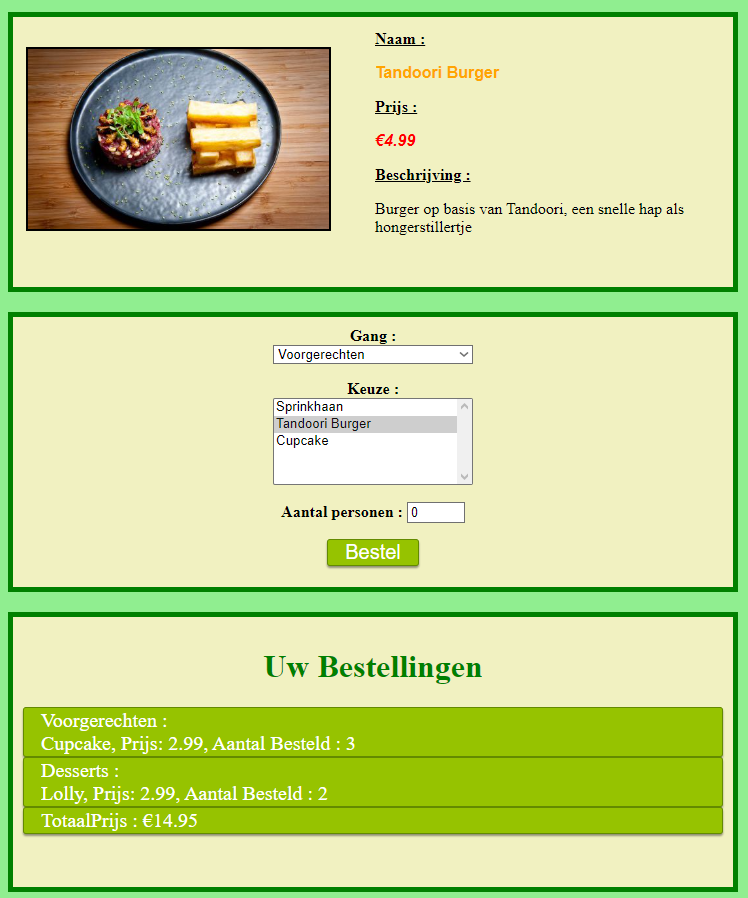 Naam :
Tandoori Burger
Prijs :
€4.99
Beschrijving :
Burger op basis van Tandoori, een snelle hap als
hongerstillertje
Gang :
Voorgerechten
Keuze :
Sprinkhaan
Tandoori Burger
Cupcake
Aantal personen : 0
Bestel
Uw Bestellingen
Voorgerechten :
Cupcake, Prijs: 2.99, Aantal Besteld : 3
Desserts :
Lolly, Prijs: 2.99, Aantal Besteld : 2
TotaalPrijs : €14.95